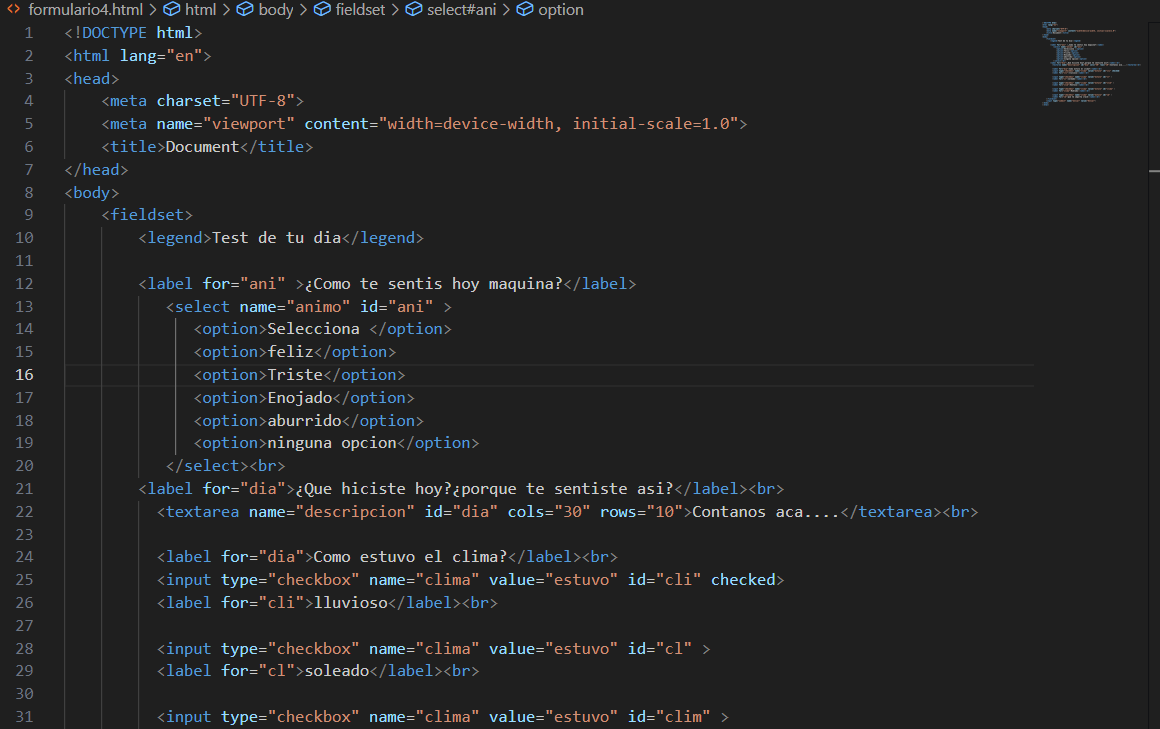 formulario4.html > html > body > fieldset > select#ani > option
1 <!DOCTYPE html>
2 <html lang="en">
3 <head>
4 <meta charset="UTF-8">
5 <meta name="viewport" content="width=device-width, initial-scale=1.0">
6 <title>Document</title>
7 </head>
8 <body>
9 <fieldset>
10 <legend>Test de tu dia</legend>
11
12 <label for="ani" >¿Como te sentis hoy maquina?</label>
13 <select name="animo" id="ani" >
14 <option>Selecciona </option>
15 <option>feliz</option>
16 <option>Triste</option>
17 <option>Enojado</option>
18 <option>aburrido</option>
19 <option>ninguna opcion</option>
20 </select><br>
21 <label for="dia">¿Que hiciste hoy?¿porque te sentiste asi?</label><br>
22 <textarea name="descripcion" id="dia" cols="30" rows="10">Contanos aca....</textarea><br>
23
24 <label for="dia">Como estuvo el clima?</label><br>
25 <input type="checkbox" name="clima" value="estuvo" id="cli" checked>
26 <label for="cli">lluvioso</label><br>
27
28 <input type="checkbox" name="clima" value="estuvo" id="cl" >
29 <label for="cl">soleado</label><br>
30
31 <input type="checkbox" name="clima" value="estuvo" id="clim" >